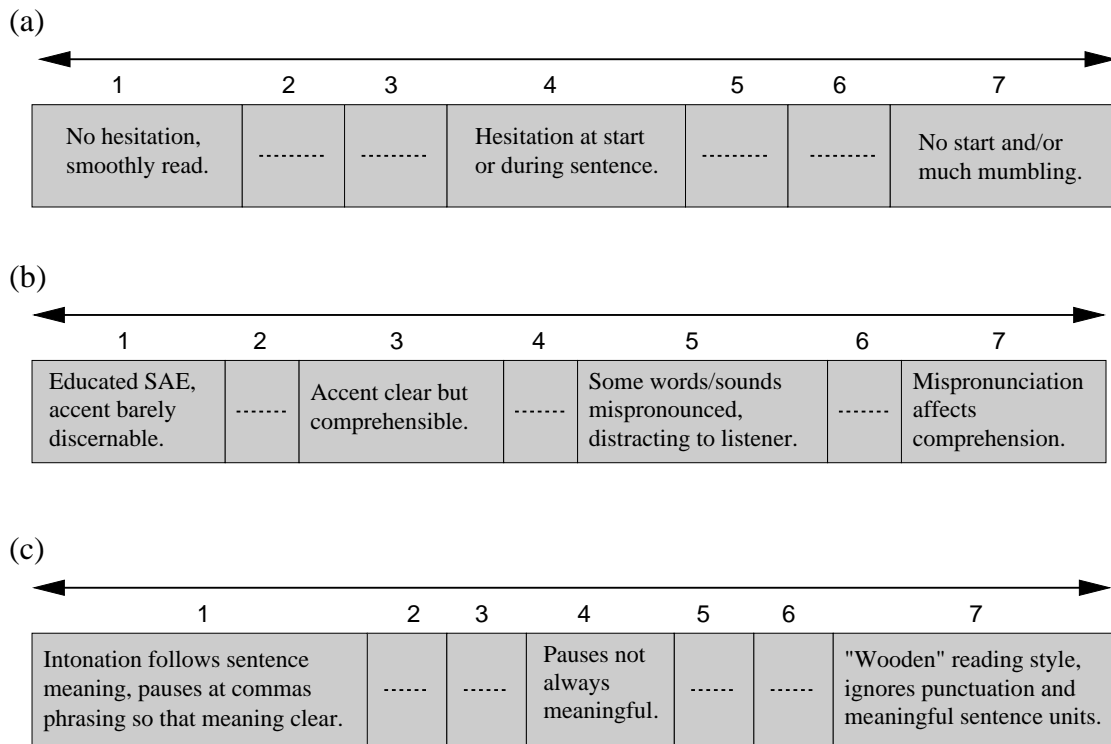 (a)
1 2 3 4 5 6 7
No hesitation,
smoothly read.
---------
---------
Hesitation at start
or during sentence.
---------
---------
No start and/or
much mumbling.
(b)
1 2 3 4 5 6 7
Educated SAE,
accent barely
discernable.
--------
Accent clear but
comprehensible.
--------
Some words/sounds
mispronounced,
distracting to listener.
--------
Mispronunciation
affects
comprehension.
(c)
1 2 3 4 5 6 7
Intonation follows sentence
meaning, pauses at commas
phrasing so that meaning clear.
-------
-------
Pauses not
always
meaningful.
-------
-------
"Wooden" reading style,
ignores punctuation and
meaningful sentence units.